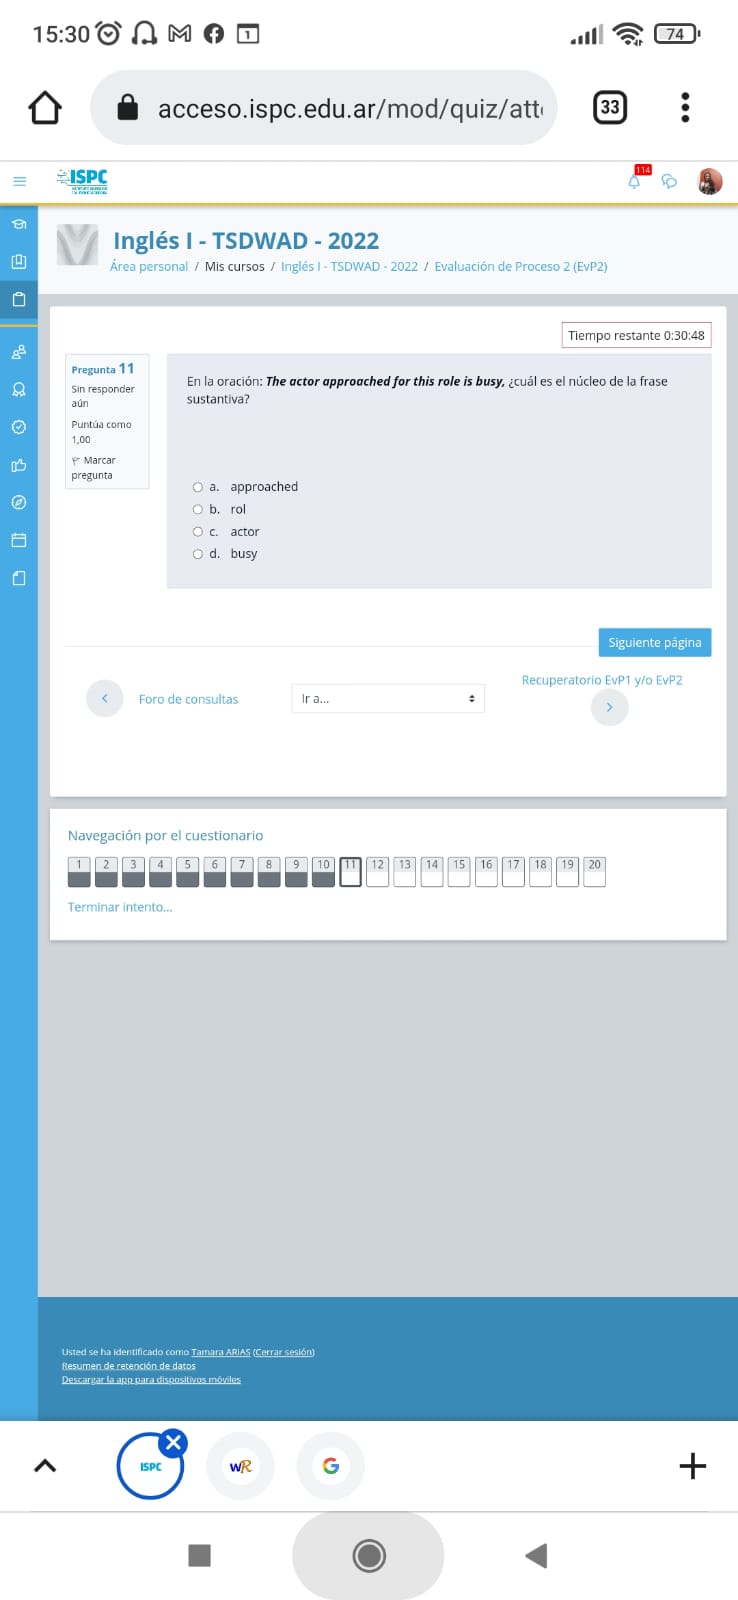 15:30
74
acceso.ispc.edu.ar/mod/quiz/att
33
ISPC
114
Inglés I - TSDWAD - 2022
Área personal / Mis cursos / Inglés I - TSDWAD - 2022 / Evaluación de Proceso 2 (EvP2)
Tiempo restante 0:30:48
Pregunta 11
Sin responder
aún
Puntúa como
1,00
Marcar
pregunta
En la oración: The actor approached for this role is busy, ¿cuál es el núcleo de la frase
sustantiva?
a. approached
b. rol
c. actor
d. busy
Siguiente página
Foro de consultas
Ir a...
Recuperatorio EvP1 y/o EvP2
Navegación por el cuestionario
1 2 3 4 5 6 7 8 9 10 11 12 13 14 15 16 17 18 19 20
Terminar intento...
Usted se ha identificado como Tamara ARIAS (Cerrar sesión)
Resumen de retención de datos
Descargar la app para dispositivos móviles
ISPC
WR
G